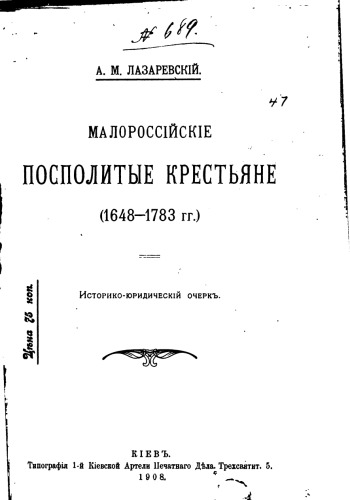 № 689.
А. М. ЛАЗАРЕВСКІЙ.
47
МАЛОРОССІЙСКІЕ
ПОСПОЛИТЫЕ КРЕСТЬЯНЕ
(1648—1783 гг.)
Историко-юридическій очеркъ.
Цѣна 75 коп.
КІЕВЪ.
Типографія 1-й Кіевской Артели Печатнаго Дѣла. Трехсвятит. 5.
1908.